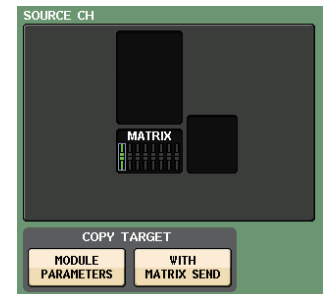 SOURCE CH
MATRIX
COPY TARGET
MODULE
PARAMETERS
WITH
MATRIX SEND